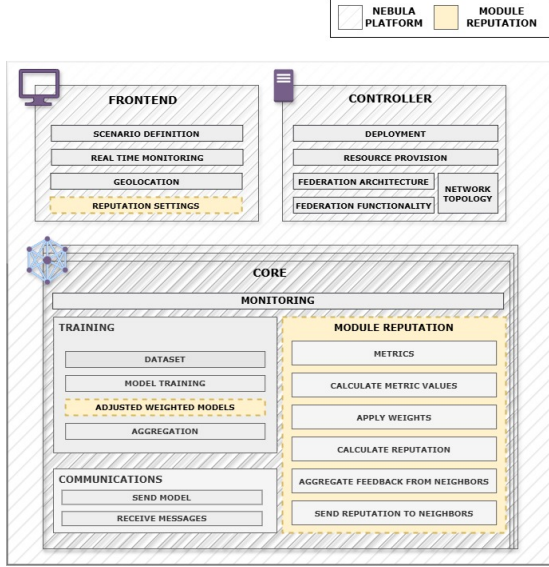 NEBULA
PLATFORM
MODULE
REPUTATION
FRONTEND
SCENARIO DEFINITION
REAL TIME MONITORING
GEOLOCATION
REPUTATION SETTINGS
CONTROLLER
DEPLOYMENT
RESOURCE PROVISION
FEDERATION ARCHITECTURE
FEDERATION FUNCTIONALITY
NETWORK
TOPOLOGY
CORE
MONITORING
TRAINING
DATASET
MODEL TRAINING
ADJUSTED WEIGHTED MODELS
AGGREGATION
COMMUNICATIONS
SEND MODEL
RECEIVE MESSAGES
MODULE REPUTATION
METRICS
CALCULATE METRIC VALUES
APPLY WEIGHTS
CALCULATE REPUTATION
AGGREGATE FEEDBACK FROM NEIGHBORS
SEND REPUTATION TO NEIGHBORS